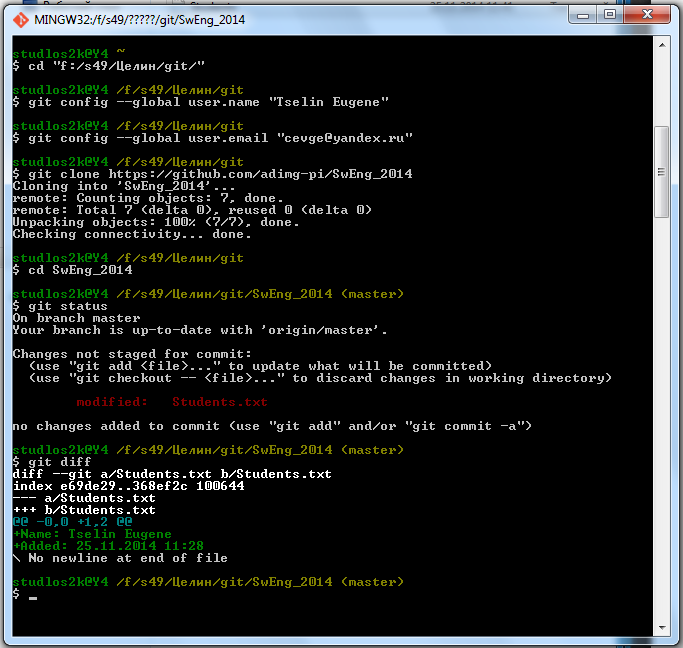 MINGW32:/f/s49/?????/git/SwEng_2014
studlos2k@Y4 ~
$ cd "f:/s49/Целин/git/"
studlos2k@Y4 /f/s49/Целин/git
$ git config --global user.name "Tselin Eugene"
studlos2k@Y4 /f/s49/Целин/git
$ git config --global user.email "cevge@yandex.ru"
studlos2k@Y4 /f/s49/Целин/git
$ git clone https://github.com/adimg-pi/SwEng_2014
Cloning into 'SwEng_2014'...
remote: Counting objects: 7, done.
remote: Total 7 (delta 0), reused 0 (delta 0)
Unpacking objects: 100% (7/7), done.
Checking connectivity... done.
studlos2k@Y4 /f/s49/Целин/git
$ cd SwEng_2014
studlos2k@Y4 /f/s49/Целин/git/SwEng_2014 (master)
$ git status
On branch master
Your branch is up-to-date with 'origin/master'.
Changes not staged for commit:
  (use "git add <file>..." to update what will be committed)
  (use "git checkout -- <file>..." to discard changes in working directory)
        modified:   Students.txt
no changes added to commit (use "git add" and/or "git commit -a")
studlos2k@Y4 /f/s49/Целин/git/SwEng_2014 (master)
$ git diff
diff --git a/Students.txt b/Students.txt
index e69de29..368ef2c 100644
--- a/Students.txt
+++ b/Students.txt
@@ -0,0 +1,2 @@
+Name: Tselin Eugene
+Added: 25.11.2014 11:28
\ No newline at end of file
studlos2k@Y4 /f/s49/Целин/git/SwEng_2014 (master)
$ _